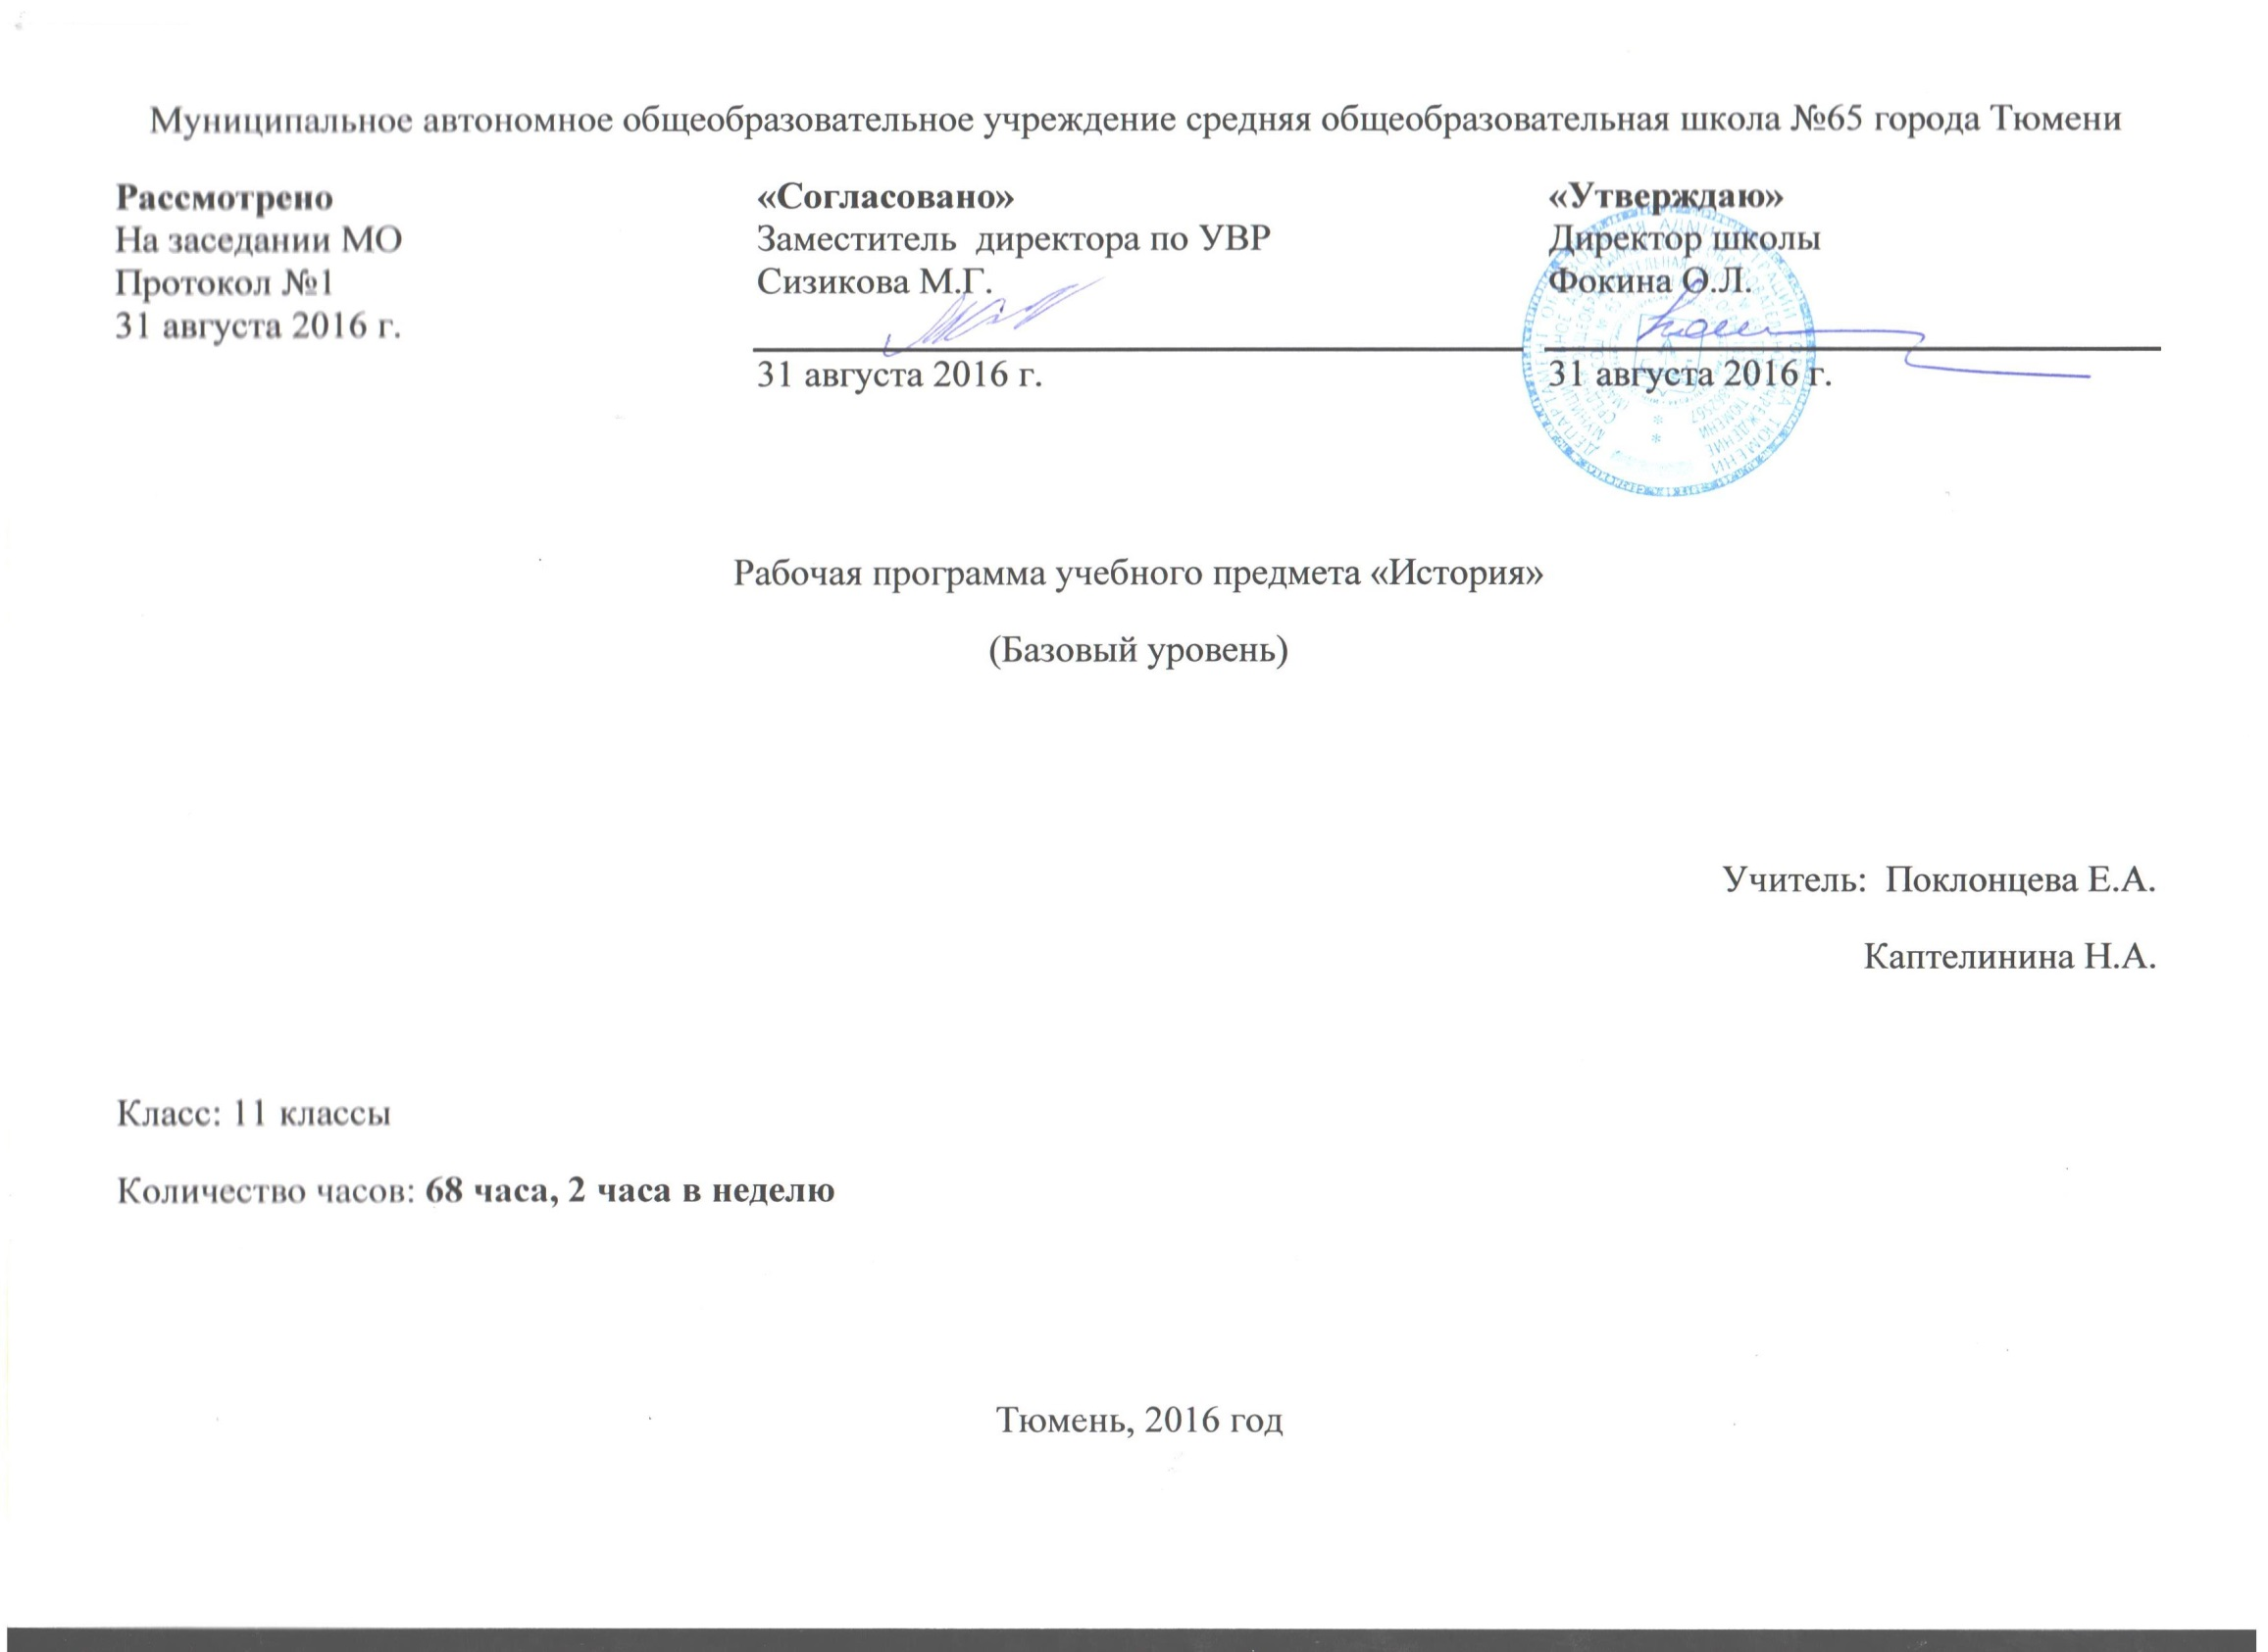 Муниципальное автономное общеобразовательное учреждение средняя общеобразовательная школа №65 города Тюмени
Рассмотрено
На заседании МО
Протокол №1
31 августа 2016 г.
«Согласовано»
Заместитель директора по УВР
Сизикова М.Г.
31 августа 2016 г.
«Утверждаю»
Директор школы
Фокина О.Л.
31 августа 2016 г.
Рабочая программа учебного предмета «История»
(Базовый уровень)
Учитель: Поклонцева Е.А.
Каптелинина Н.А.
Класс: 11 классы
Количество часов: 68 часа, 2 часа в неделю
Тюмень, 2016 год